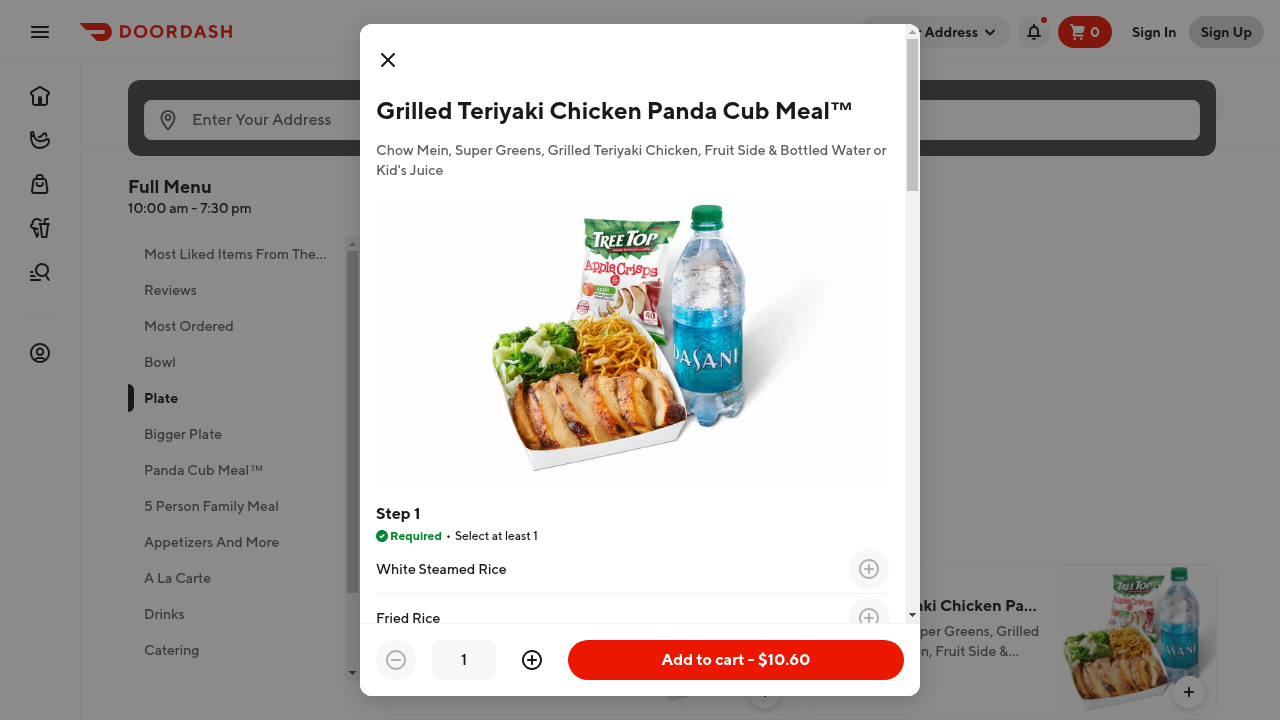 DOORDASH
Address
0
Sign In
Sign Up
Enter Your Address
Full Menu
10:00 am - 7:30 pm
Most Liked Items From The...
Reviews
Most Ordered
Bowl
Plate
Bigger Plate
Panda Cub Meal™
5 Person Family Meal
Appetizers And More
A La Carte
Drinks
Catering
Grilled Teriyaki Chicken Panda Cub Meal™
Chow Mein, Super Greens, Grilled Teriyaki Chicken, Fruit Side & Bottled Water or
Kid's Juice
TREE TOP
Apple Crisps
apple
40
DASANI
Step 1
Required • Select at least 1
White Steamed Rice
Fried Rice
1
Add to cart - $10.60
aki Chicken Pa...
per Greens, Grilled
n, Fruit Side &...